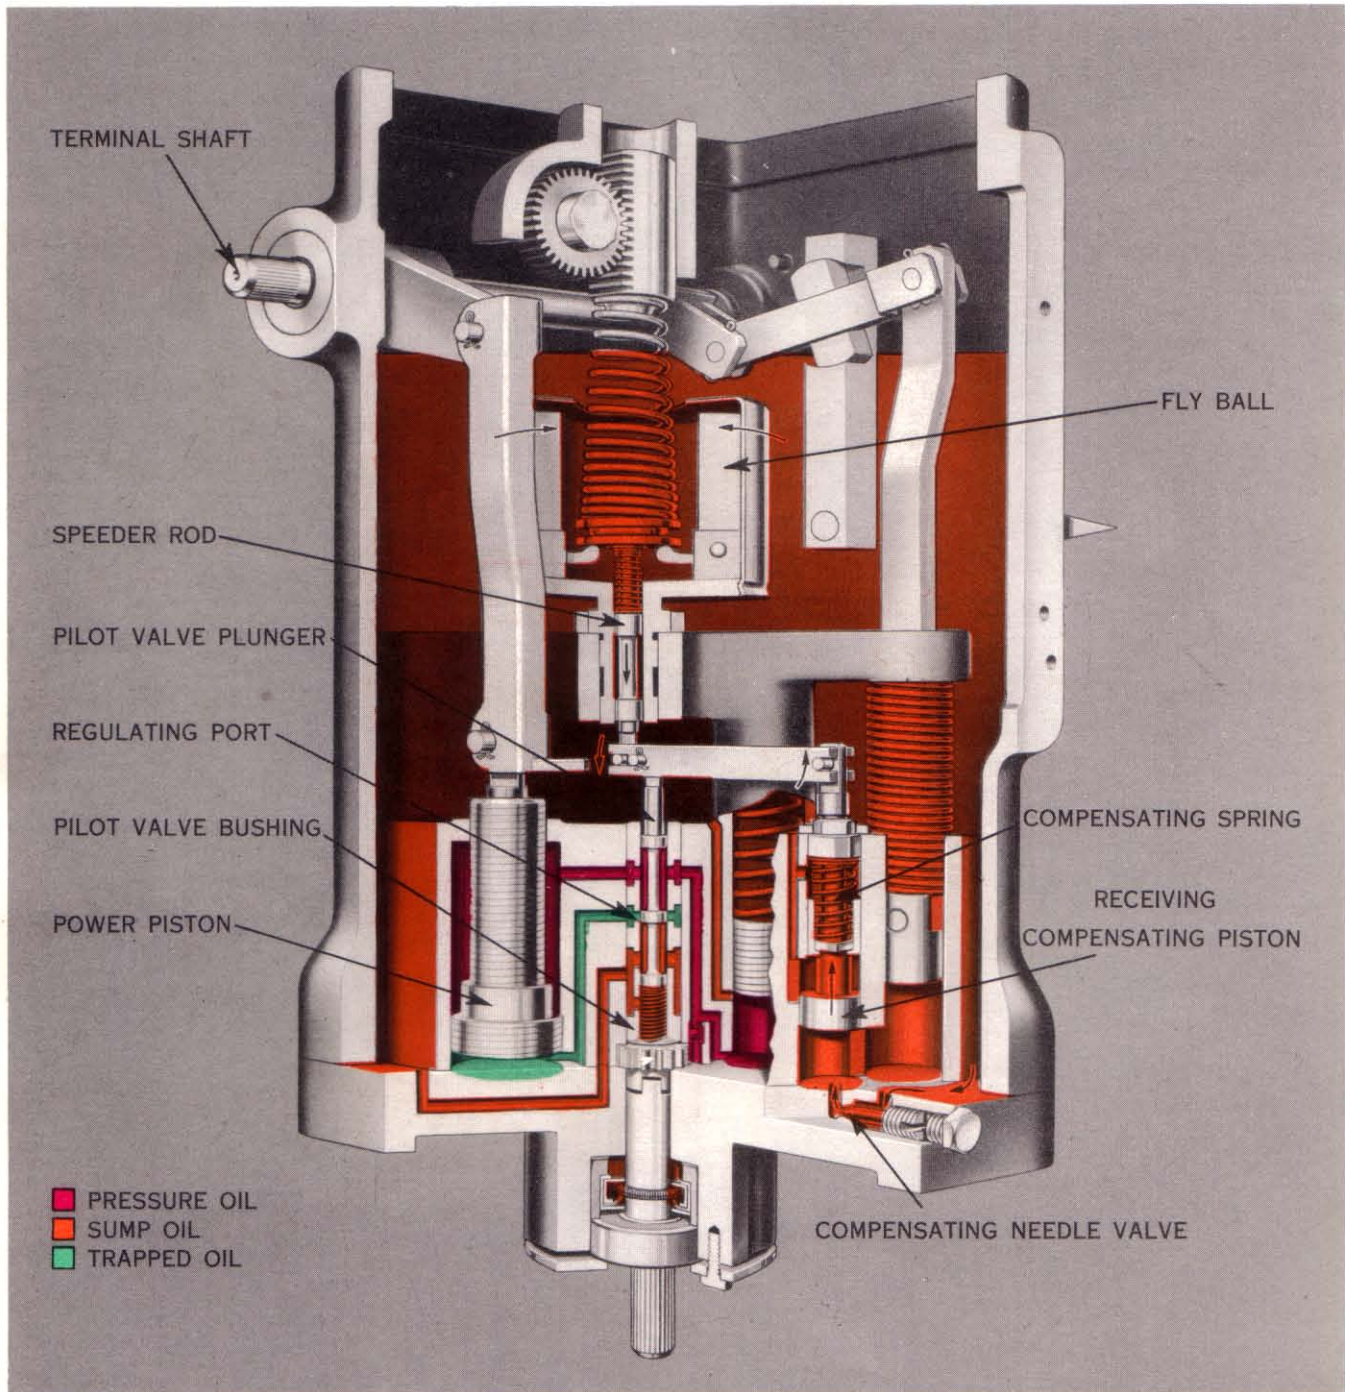 TERMINAL SHAFT
FLY BALL
SPEEDER ROD
PILOT VALVE PLUNGER
REGULATING PORT
PILOT VALVE BUSHING
COMPENSATING SPRING
RECEIVING
COMPENSATING PISTON
POWER PISTON
PRESSURE OIL
SUMP OIL
TRAPPED OIL
COMPENSATING NEEDLE VALVE